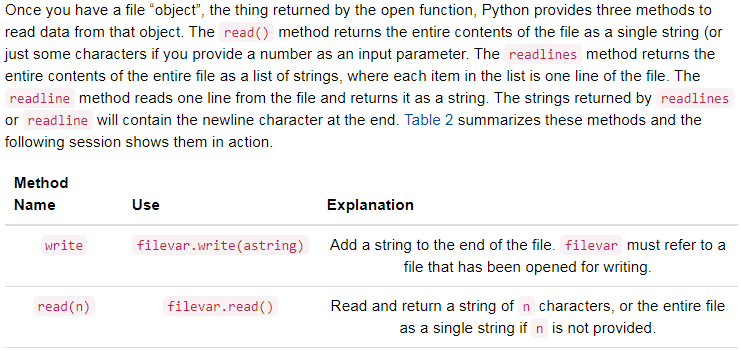 Once you have a file “object”, the thing returned by the open function, Python provides three methods to
read data from that object. The read() method returns the entire contents of the file as a single string (or
just some characters if you provide a number as an input parameter. The readlines method returns the
entire contents of the entire file as a list of strings, where each item in the list is one line of the file. The
readline method reads one line from the file and returns it as a string. The strings returned by readlines
or readline will contain the newline character at the end. Table 2 summarizes these methods and the
following session shows them in action.
Method
Name Use Explanation
write filevar.write(astring) Add a string to the end of the file. filevar must refer to a
file that has been opened for writing.
read(n) filevar.read() Read and return a string of n characters, or the entire file
as a single string if n is not provided.